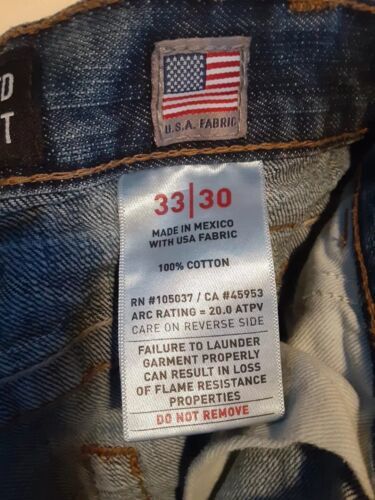 U.S.A. FABRIC
33|30
MADE IN MEXICO
WITH USA FABRIC
100% COTTON
RN #105037 / CA #45953
ARC RATING = 20.0 ATPV
CARE ON REVERSE SIDE
FAILURE TO LAUNDER
GARMENT PROPERLY
CAN RESULT IN LOSS
OF FLAME RESISTANCE
PROPERTIES
DO NOT REMOVE